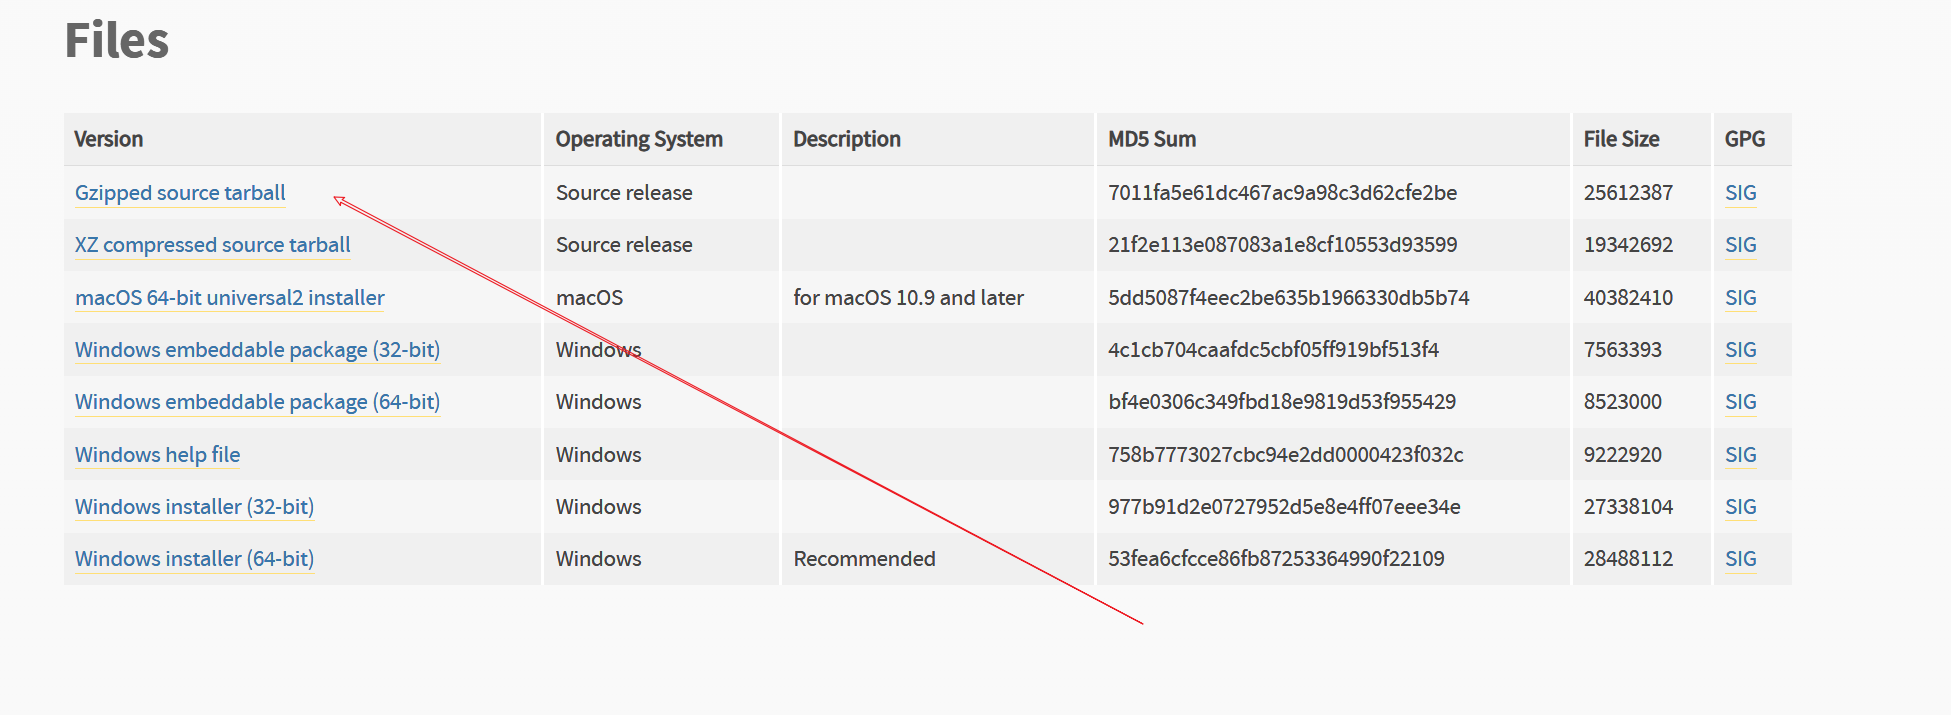 Files
Version Operating System Description MD5 Sum File Size GPG
Gzipped source tarball Source release 7011fa5e61dc467ac9a98c3d62cfe2be 25612387 SIG
XZ compressed source tarball Source release 21f2e113e087083a1e8cf10553d93599 19342692 SIG
macOS 64-bit universal2 installer macOS for macOS 10.9 and later 5dd5087f4eec2be635b1966330db5b74 40382410 SIG
Windows embeddable package (32-bit) Windows 4c1cb704caafdc5cbf05ff919bf513f4 7563393 SIG
Windows embeddable package (64-bit) Windows bf4e0306c349fbd18e9819d53f955429 8523000 SIG
Windows help file Windows 758b7773027cbc94e2dd0000423f032c 9222920 SIG
Windows installer (32-bit) Windows 977b91d2e0727952d5e8e4ff07eee34e 27338104 SIG
Windows installer (64-bit) Windows Recommended 53fea6cfcce86fb87253364990f22109 28488112 SIG